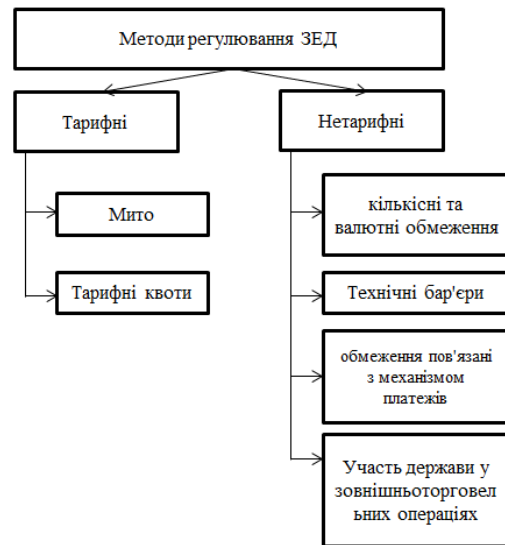 Методи регулювання ЗЕД
Тарифні
Нетарифні
Мито
Тарифні квоти
кількісні та
валютні обмеження
Технічні бар'єри
обмеження пов'язані
з механізмом
платежів
Участь держави у
зовнішньоторговел
ьних операціях